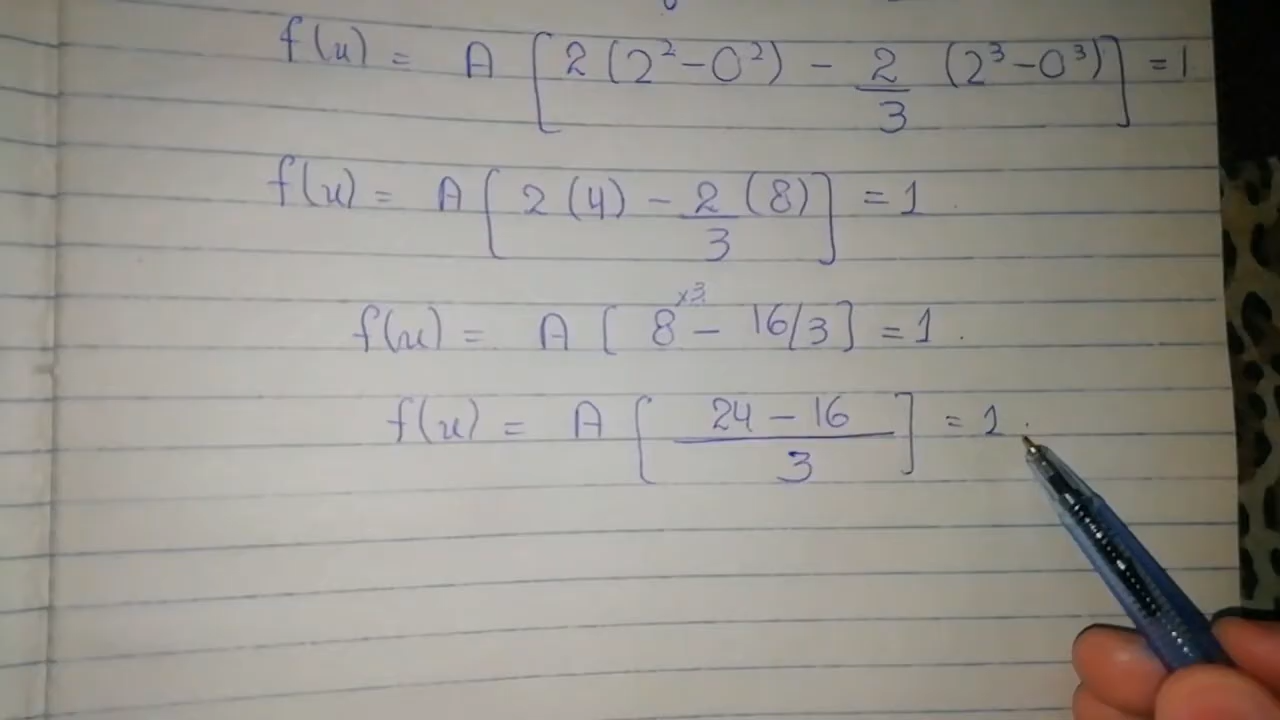 f(x) = A [ 2 (2² - 0²) - 2/3 (2³ - 0³) ] = 1
f(x) = A [ 2 (4) - 2/3 (8) ] = 1
f(x) = A [ 8 ×3 - 16/3 ] = 1.
f(x) = A [ (24 - 16)/3 ] = 1.